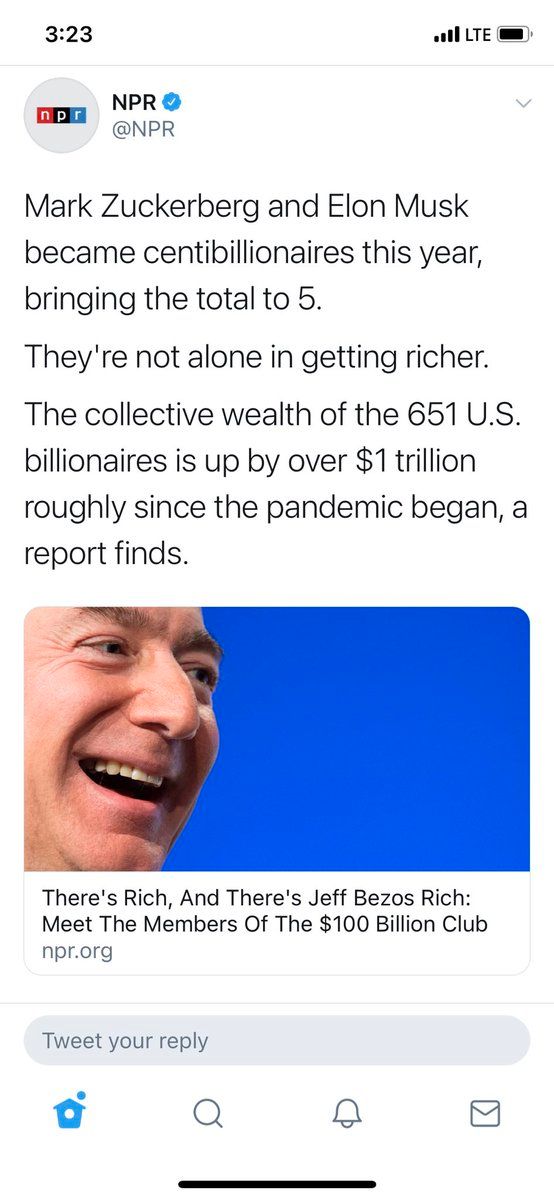 3:23
LTE
npr
NPR
@NPR
Mark Zuckerberg and Elon Musk
became centibillionaires this year,
bringing the total to 5.
They're not alone in getting richer.
The collective wealth of the 651 U.S.
billionaires is up by over $1 trillion
roughly since the pandemic began, a
report finds.
There's Rich, And There's Jeff Bezos Rich:
Meet The Members Of The $100 Billion Club
npr.org
Tweet your reply